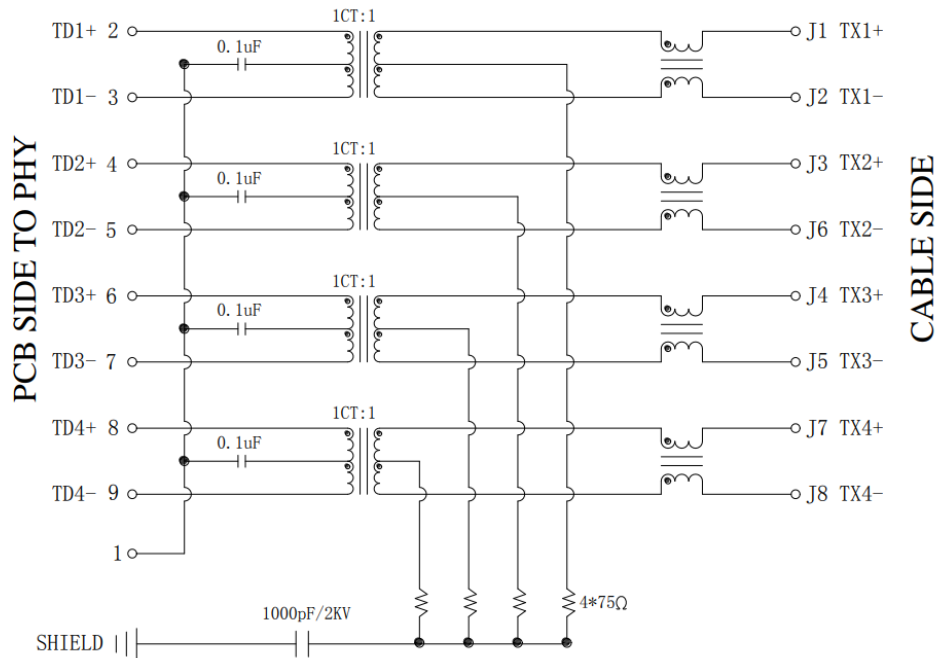 1CT:1
TD1+ 2
J1 TX1+
0.1uF
TD1- 3
J2 TX1-
1CT:1
TD2+ 4
J3 TX2+
0.1uF
TD2- 5
J6 TX2-
PCB SIDE TO PHY
CABLE SIDE
1CT:1
TD3+ 6
J4 TX3+
0.1uF
TD3- 7
J5 TX3-
1CT:1
TD4+ 8
J7 TX4+
0.1uF
TD4- 9
J8 TX4-
1
4*75Ω
1000pF/2KV
SHIELD